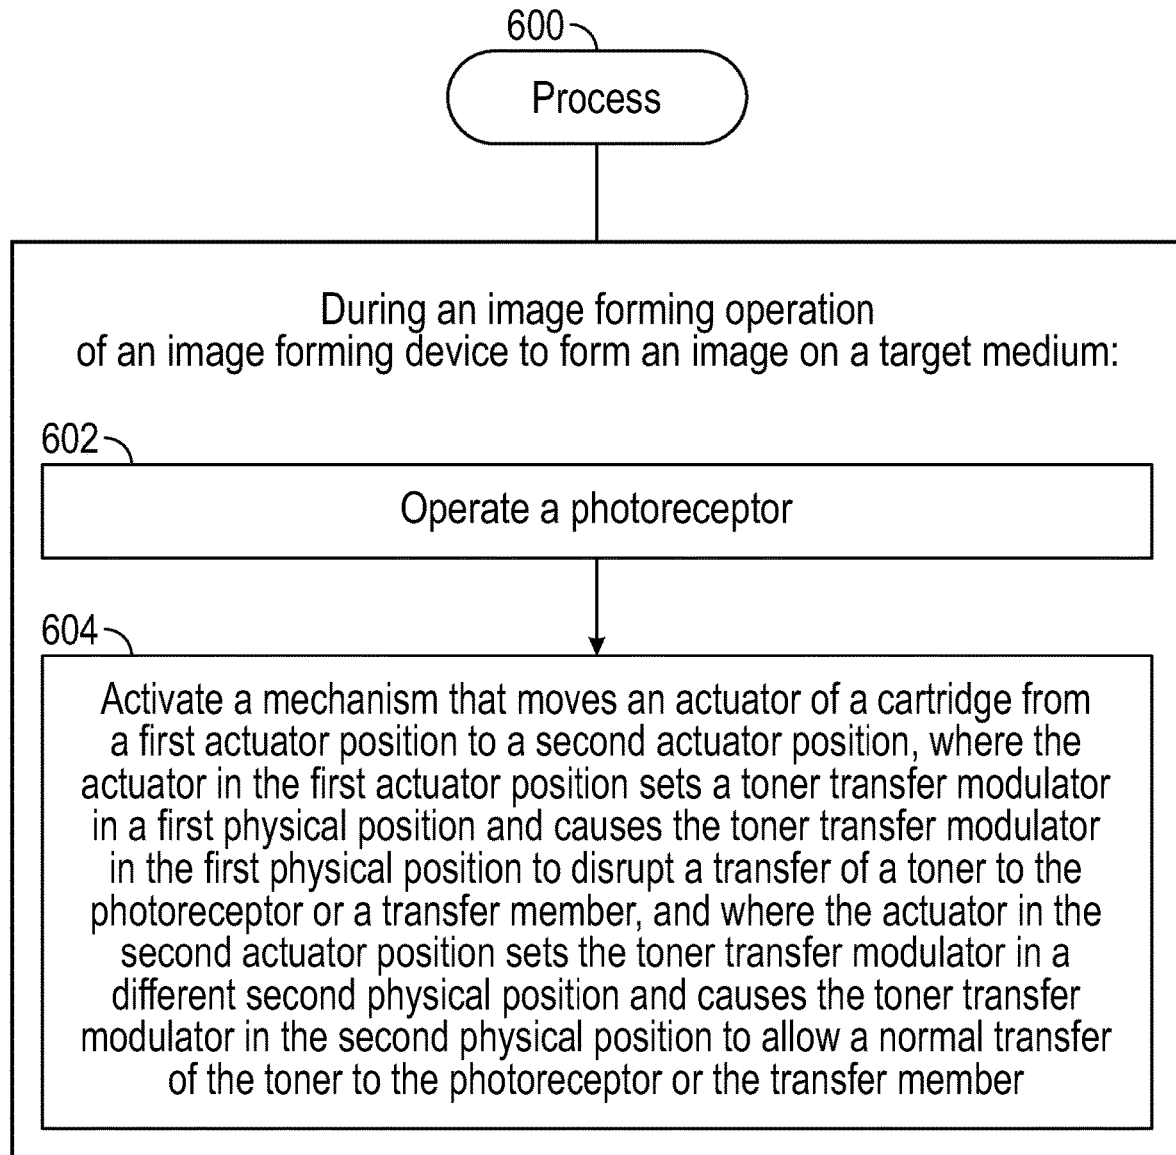 600
Process
During an image forming operation
of an image forming device to form an image on a target medium:
602
Operate a photoreceptor
604
Activate a mechanism that moves an actuator of a cartridge from
a first actuator position to a second actuator position, where the
actuator in the first actuator position sets a toner transfer modulator
in a first physical position and causes the toner transfer modulator
in the first physical position to disrupt a transfer of a toner to the
photoreceptor or a transfer member, and where the actuator in the
second actuator position sets the toner transfer modulator in a
different second physical position and causes the toner transfer
modulator in the second physical position to allow a normal transfer
of the toner to the photoreceptor or the transfer member